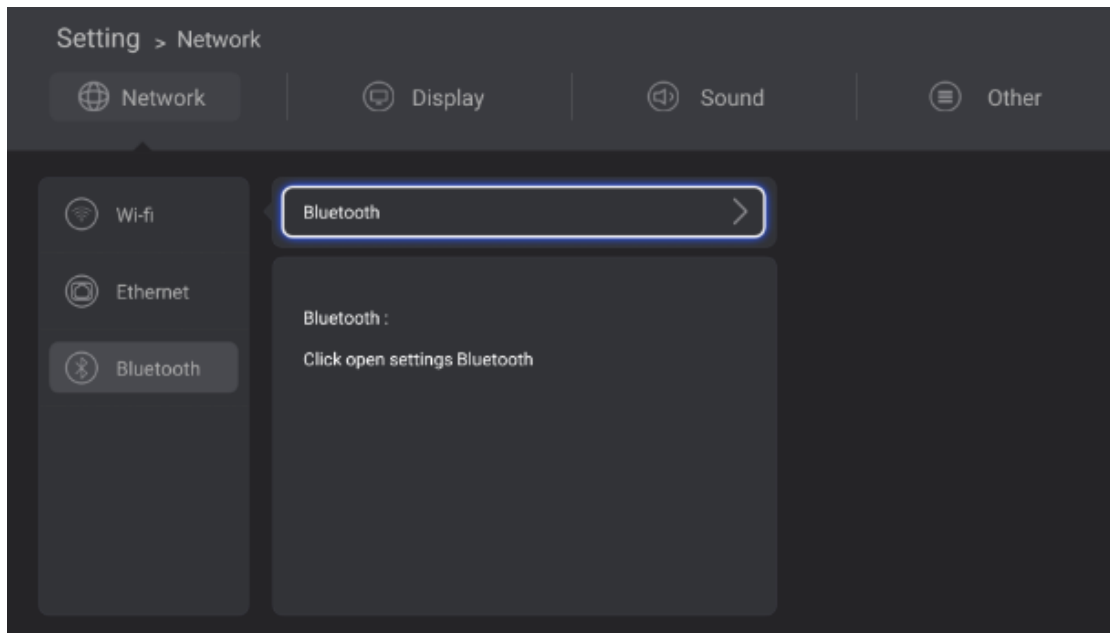 Setting > Network
Network Display Sound Other
Wi-fi
Ethernet
Bluetooth
Bluetooth
Bluetooth :
Click open settings Bluetooth